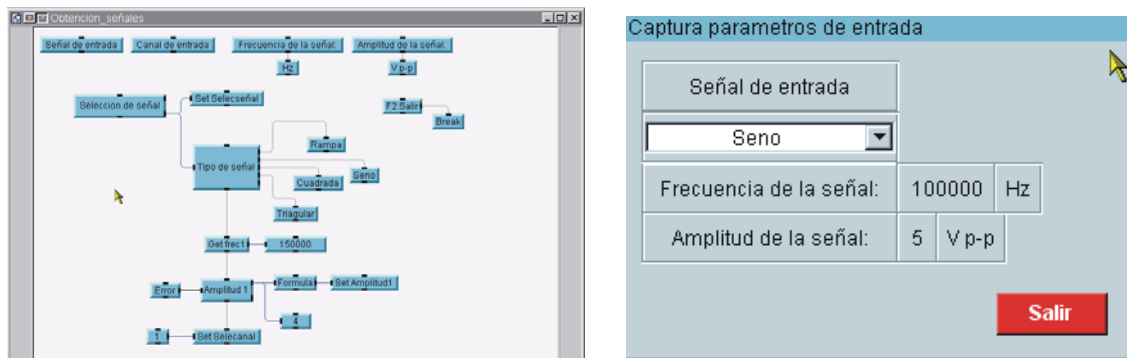 Obtencion_señales
Señal de entrada
Canal de entrada
Frecuencia de la señal:
Amplitud de la señal:
Hz
V p-p
Seleccion de señal
Set Selecseñal
F2:Salir
Break
Rampa
Tipo de señal
Seno
Cuadrada
Triagular
Get frec1
150000
Error
Amplitud 1
Formula
Set Amplitud1
4
1
Set Selecanal
Captura parametros de entrada
Señal de entrada
Seno
Frecuencia de la señal: 100000 Hz
Amplitud de la señal: 5 V p-p
Salir